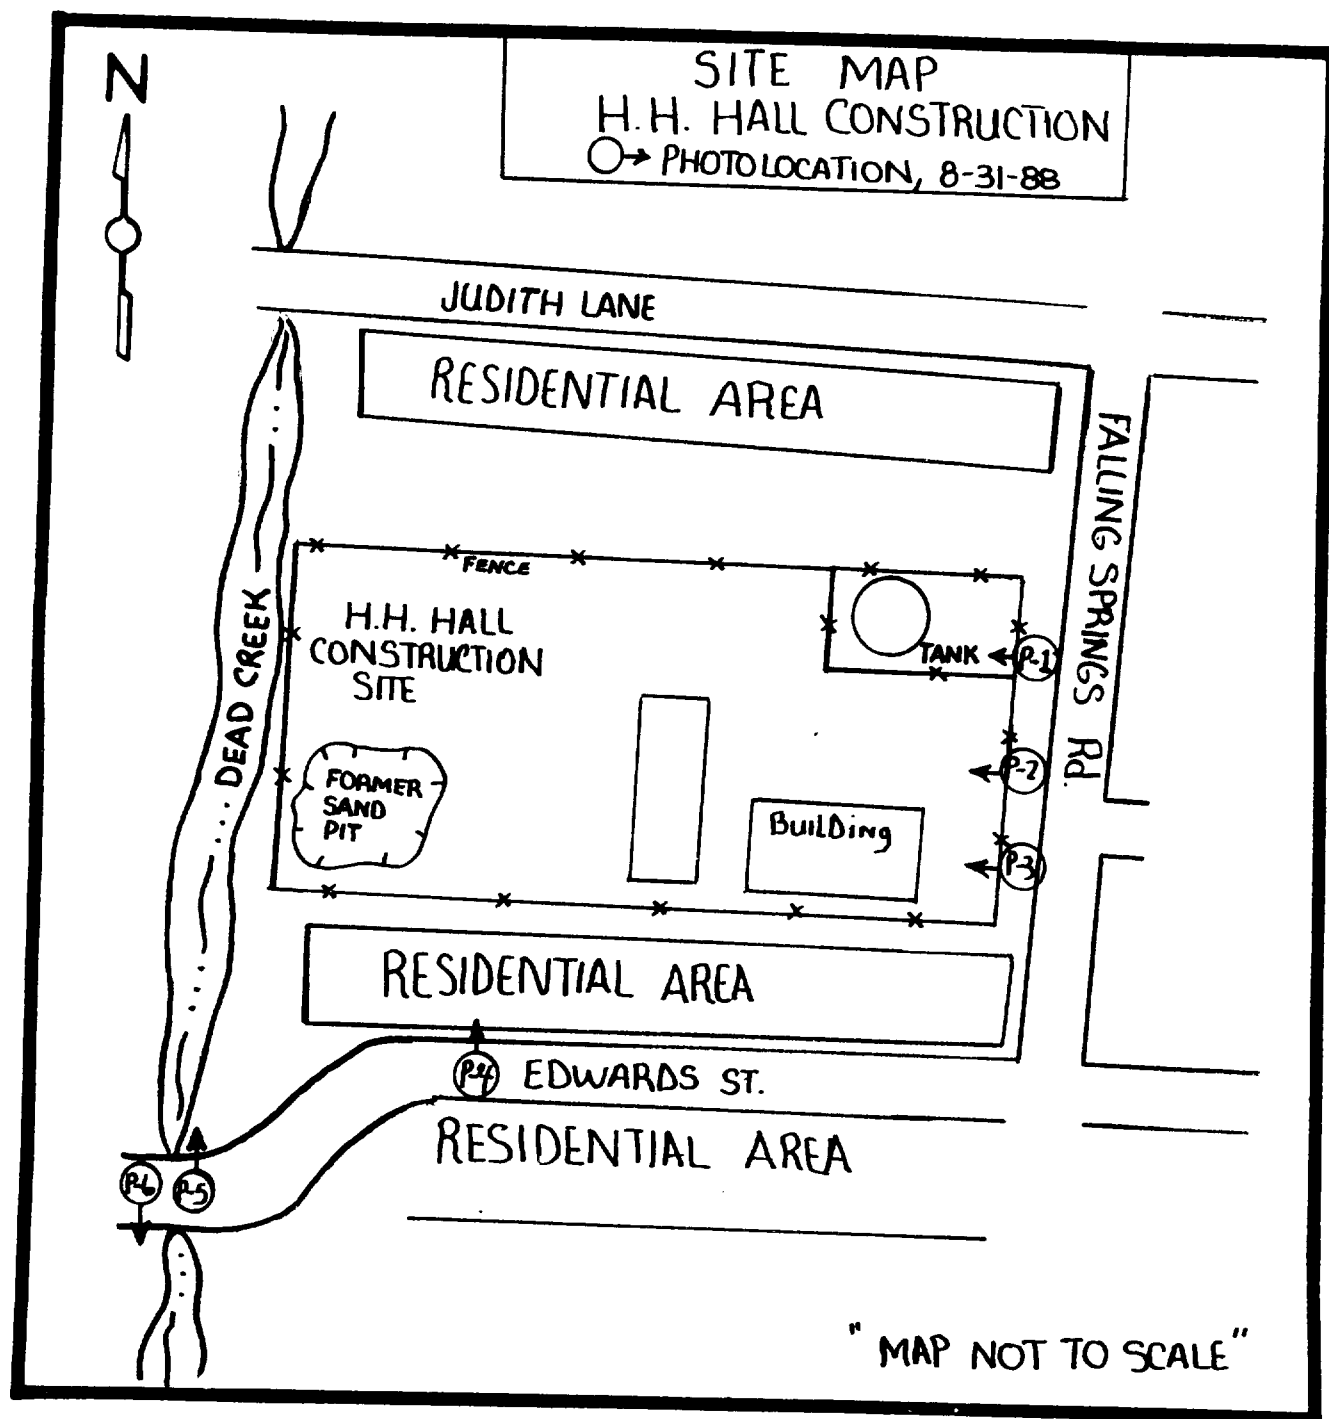 N
SITE MAP
H.H. HALL CONSTRUCTION
PHOTO LOCATION, 8-31-88
JUDITH LANE
RESIDENTIAL AREA
FALLING SPRINGS Rd.
FENCE
H.H. HALL
CONSTRUCTION
SITE
TANK
P-1
DEAD CREEK
P-2
FORMER
SAND
PIT
BuilDing
P-3
RESIDENTIAL AREA
P-4
EDWARDS ST.
RESIDENTIAL AREA
P-6
P-5
"MAP NOT TO SCALE"